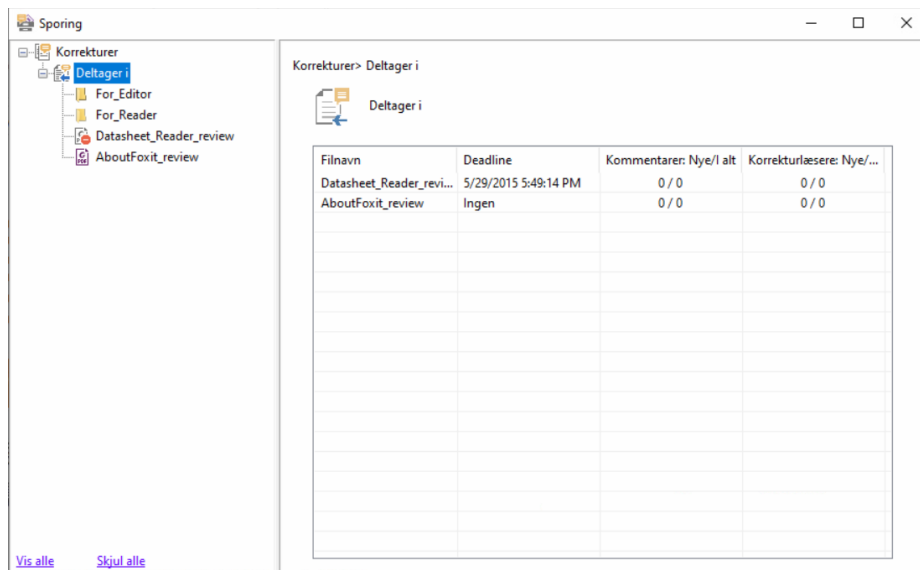 Sporing
Korrekturer
Deltager i
For_Editor
For_Reader
Datasheet_Reader_review
AboutFoxit_review
Vis alle Skjul alle
Korrekturer> Deltager i
Deltager i
Filnavn Deadline Kommentarer: Nye/I alt Korrekturlæsere: Nye/...
Datasheet_Reader_revi... 5/29/2015 5:49:14 PM 0 / 0 0 / 0
AboutFoxit_review Ingen 0 / 0 0 / 0